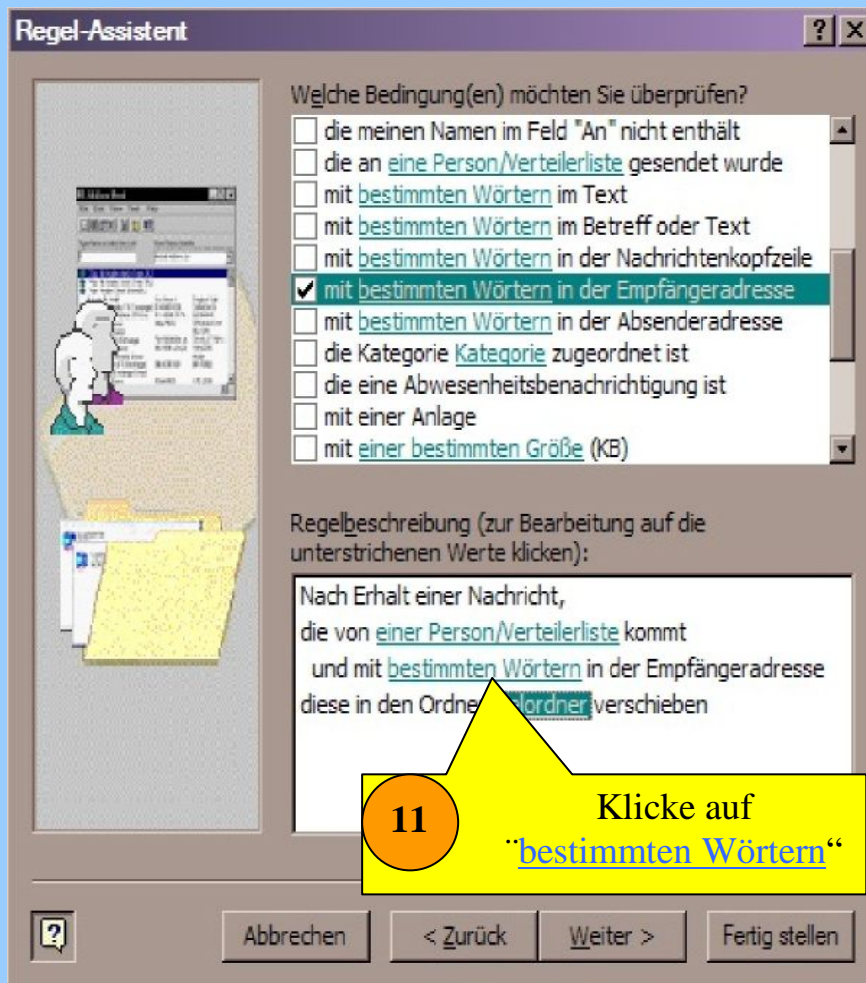 Regel-Assistent
Welche Bedingung(en) möchten Sie überprüfen?
die meinen Namen im Feld "An" nicht enthält
die an eine Person/Verteilerliste gesendet wurde
mit bestimmten Wörtern im Text
mit bestimmten Wörtern im Betreff oder Text
mit bestimmten Wörtern in der Nachrichtenkopfzeile
mit bestimmten Wörtern in der Empfängeradresse
mit bestimmten Wörtern in der Absenderadresse
die Kategorie Kategorie zugeordnet ist
die eine Abwesenheitsbenachrichtigung ist
mit einer Anlage
mit einer bestimmten Größe (KB)
Regelbeschreibung (zur Bearbeitung auf die
unterstrichenen Werte klicken):
Nach Erhalt einer Nachricht,
die von einer Person/Verteilerliste kommt
und mit bestimmten Wörtern in der Empfängeradresse
diese in den verschieben
11
Klicke auf
¨bestimmten Wörtern“
Abbrechen
< Zurück
Weiter >
Fertig stellen